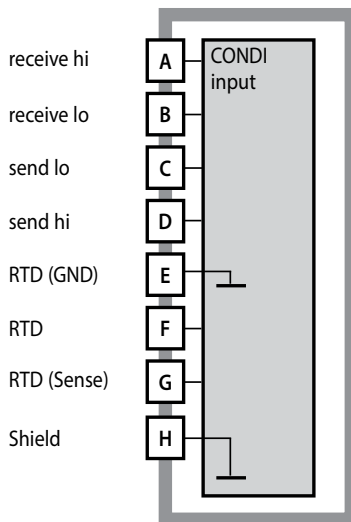 receive hi A CONDI
input
receive lo B
send lo C
send hi D
RTD (GND) E
RTD F
RTD (Sense) G
Shield H